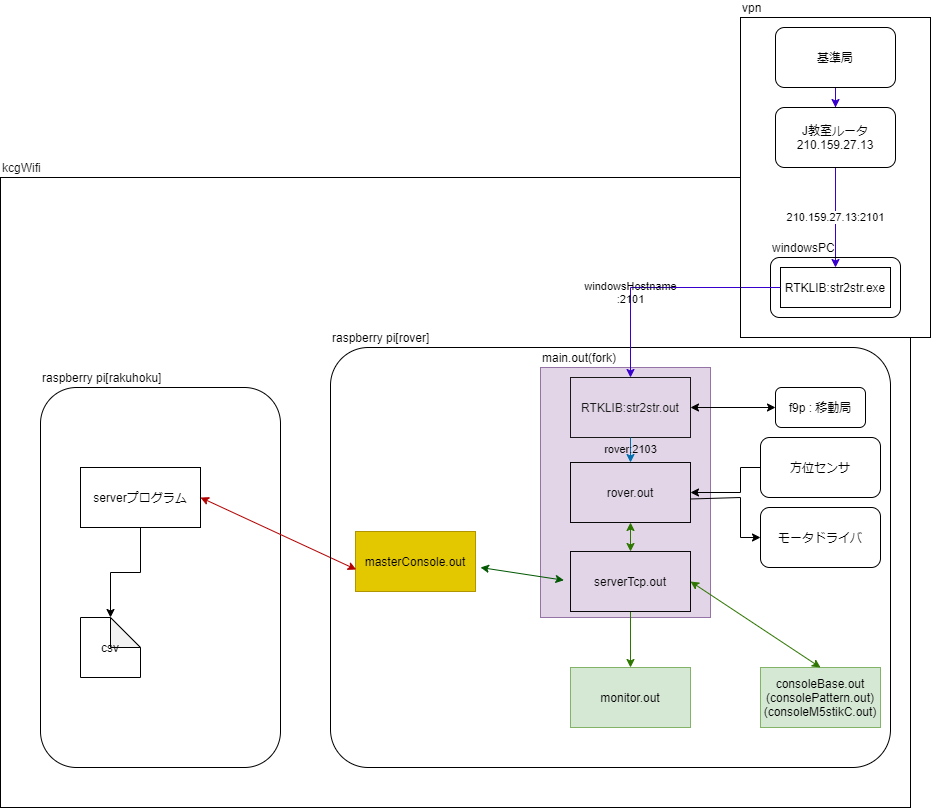 vpn
基準局
J教室ルータ
210.159.27.13
kcgWifi
210.159.27.13:2101
windowsPC
RTKLIB:str2str.exe
windowsHostname
:2101
raspberry pi[rover]
main.out(fork)
raspberry pi[rakuhoku]
RTKLIB:str2str.out
f9p : 移動局
rover:2103
方位センサ
serverプログラム
rover.out
モータドライバ
masterConsole.out
serverTcp.out
csv
monitor.out
consoleBase.out
(consolePattern.out)
(consoleM5stikC.out)